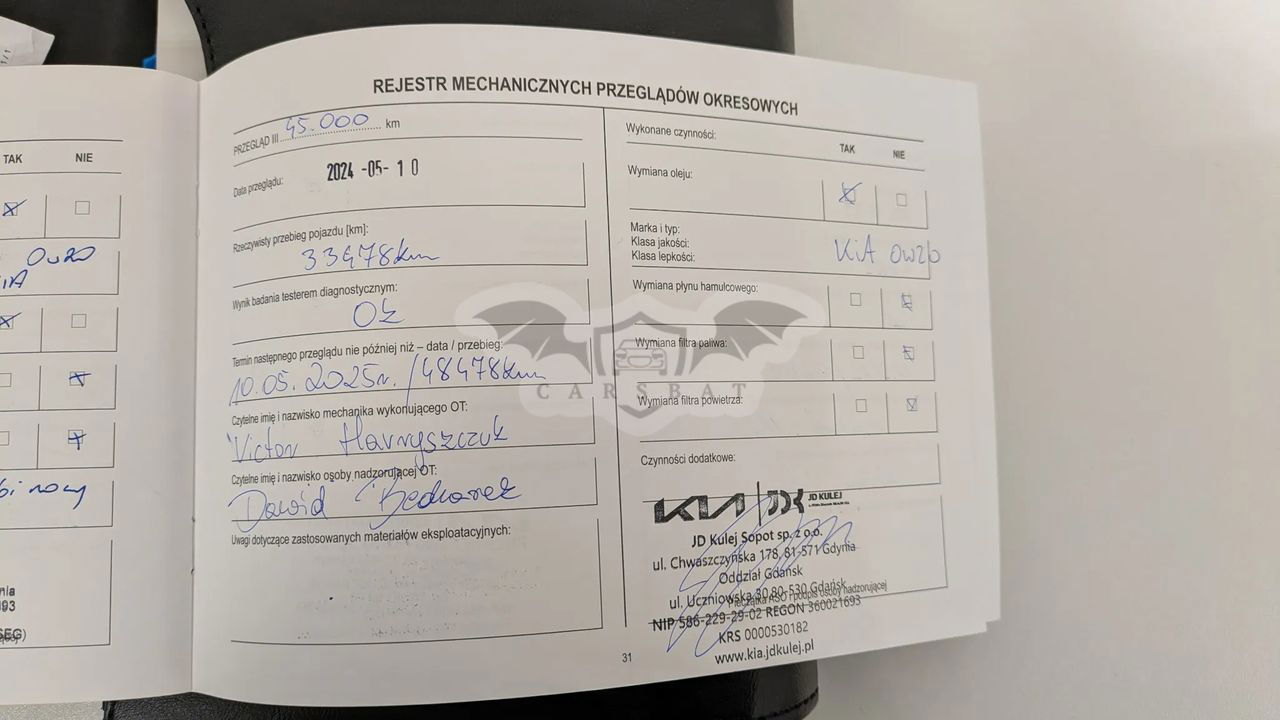 TAK NIE
0W20
REJESTR MECHANICZNYCH PRZEGLĄDÓW OKRESOWYCH
PRZEGLĄD III 45.000 km
Data przeglądu: 2024-05-10
Rzeczywisty przebieg pojazdu [km]:
33478km
Wynik badania testerem diagnostycznym:
OK
Termin następnego przeglądu nie później niż – data / przebieg:
10.05.2025r. / 48478km
Czytelne imię i nazwisko mechanika wykonującego OT:
Victor
Czytelne imię i nazwisko osoby nadzorującej OT:
Dawid Bednarek
Uwagi dotyczące zastosowanych materiałów eksploatacyjnych:
Wykonane czynności:
TAK NIE
Wymiana oleju:
Marka i typ:
Klasa jakości:
Klasa lepkości:
KiA 0W20
Wymiana płynu hamulcowego:
Wymiana filtra paliwa:
Wymiana filtra powietrza:
Czynności dodatkowe:
KIA JD KULEJ
JD Kulej Sopot sp. z o.o.
ul. Chwaszczyńska 178, 81-571 Gdynia
Oddział Gdańsk
ul. Uczniowska 30 80-530 Gdańsk
Pieczątka ASO i podpis osoby nadzorującej
NIP 586-229-29-02 REGON 360021693
KRS 0000530182
www.kia.jdkulej.pl
31
CARSBAT